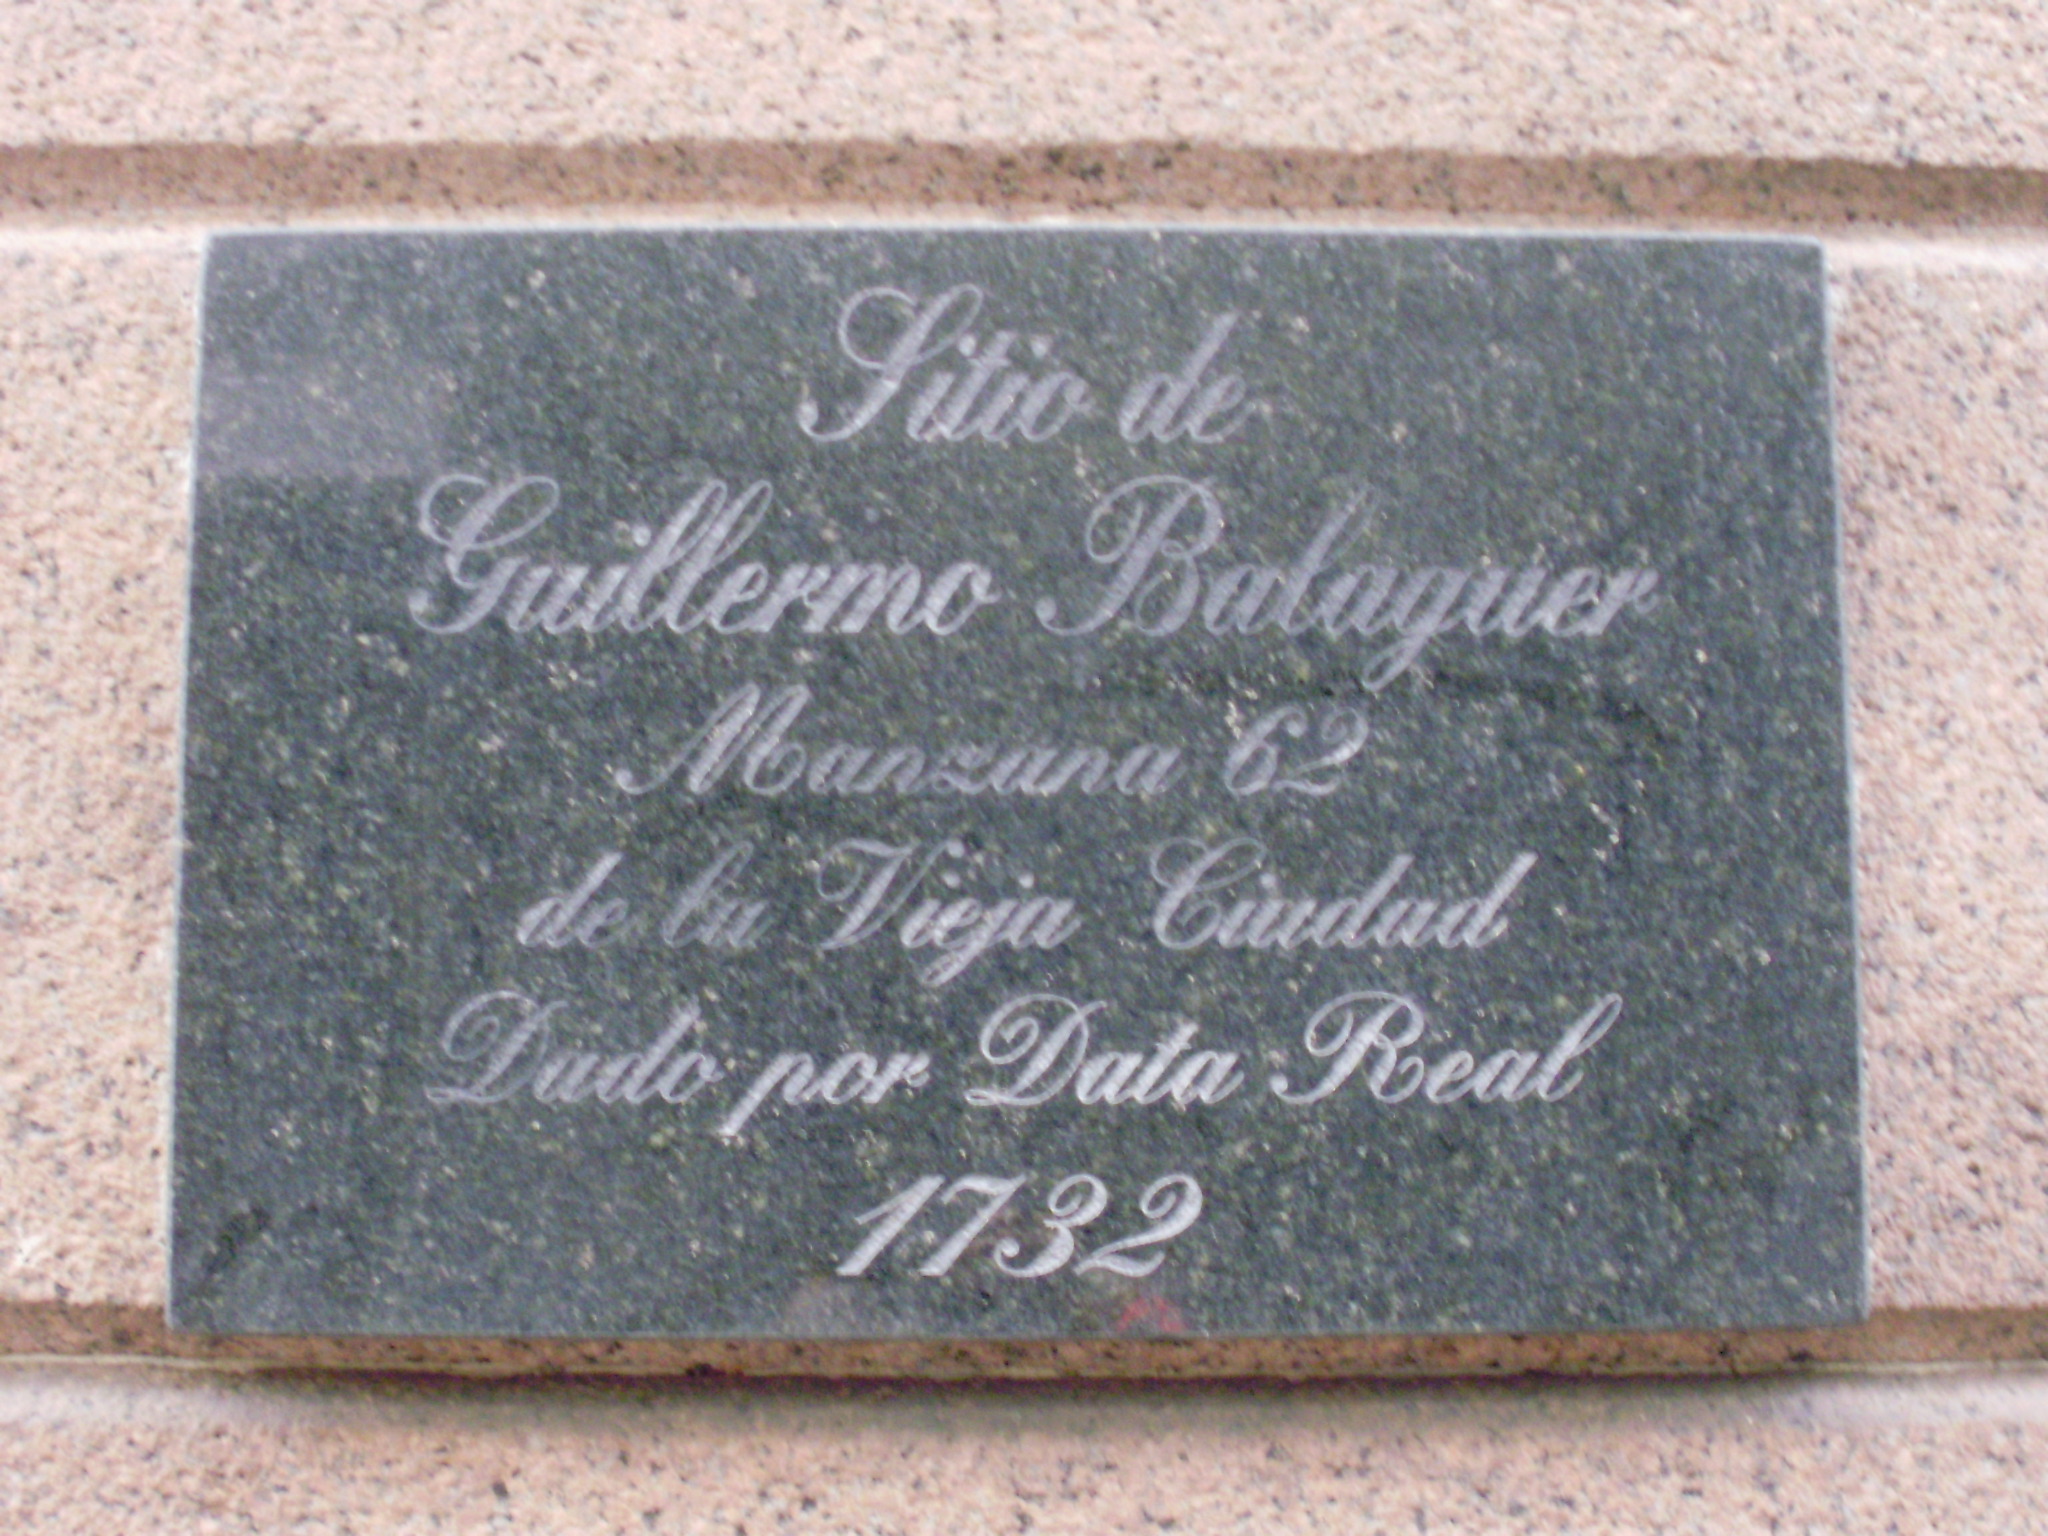 Sitio de
Guillermo Balaguer
Manzana 62
de la Vieja Ciudad
Dado por Data Real
1732